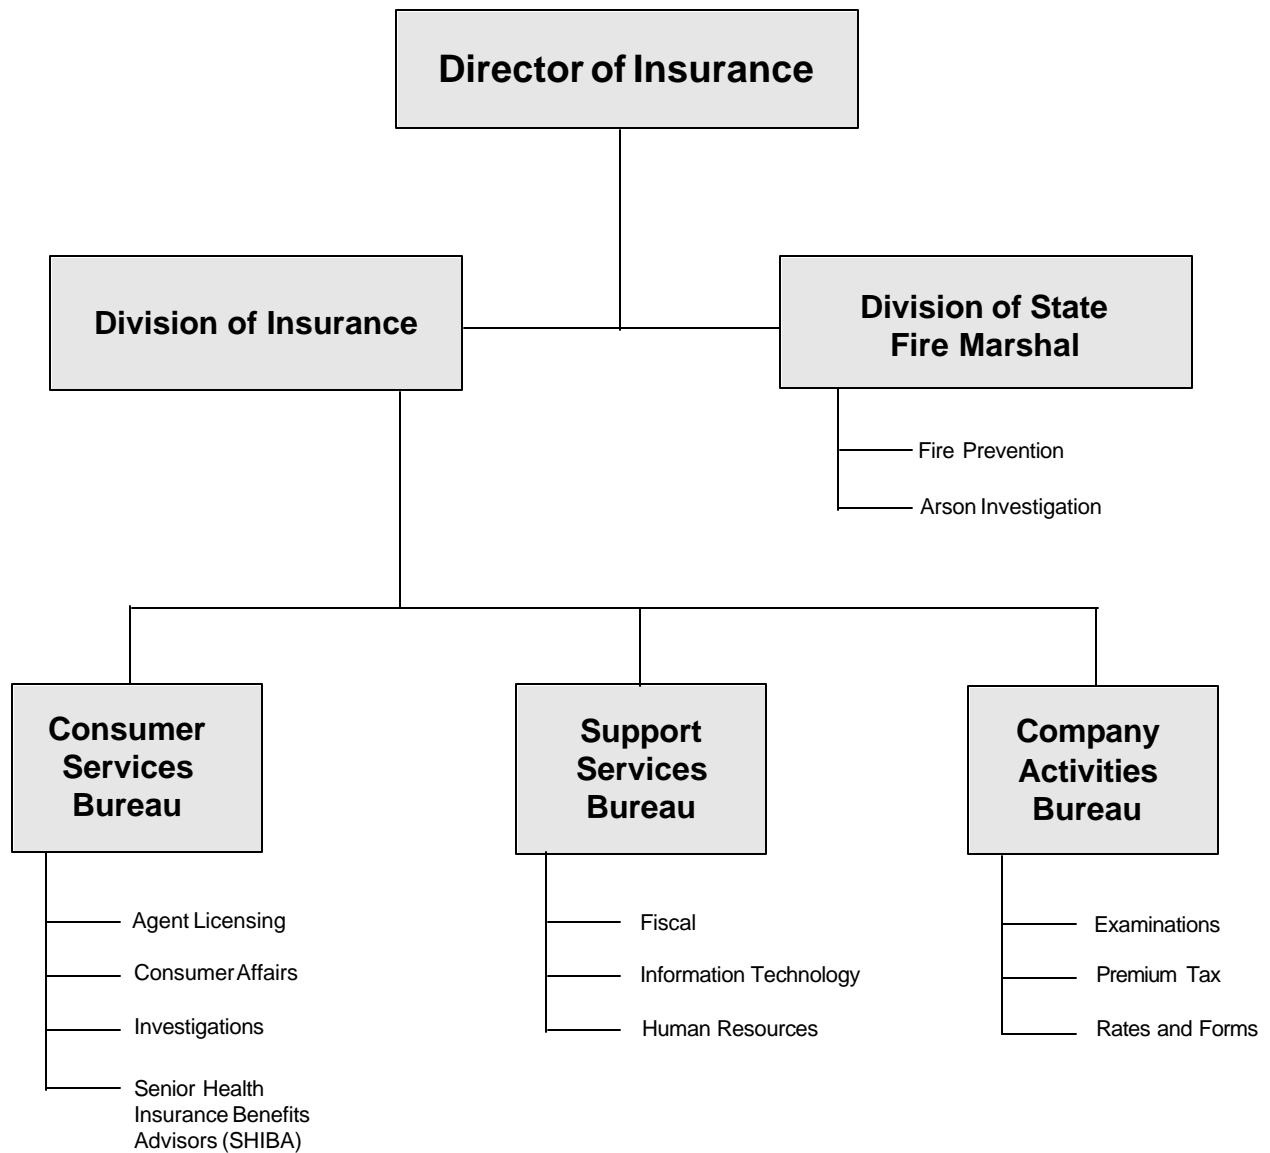 Director of Insurance
Division of Insurance
Division of State
Fire Marshal
Fire Prevention
Arson Investigation
Consumer
Services
Bureau
Agent Licensing
Consumer Affairs
Investigations
Senior Health
Insurance Benefits
Advisors (SHIBA)
Support
Services
Bureau
Fiscal
Information Technology
Human Resources
Company
Activities
Bureau
Examinations
Premium Tax
Rates and Forms